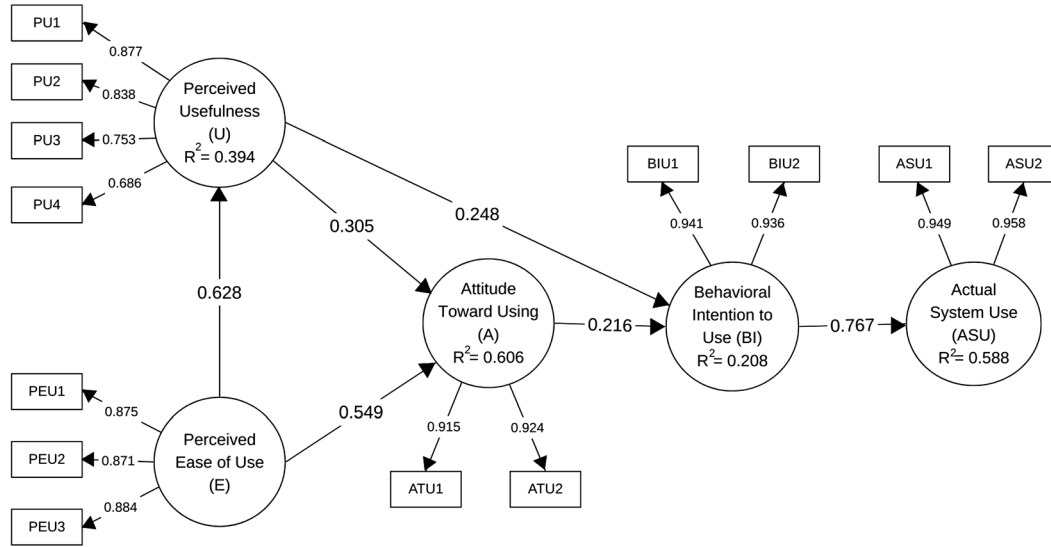 PU1
0.877
PU2
0.838
PU3
0.753
PU4
0.686
Perceived
Usefulness
(U)
R²= 0.394
0.628
0.305
0.248
PEU1
0.875
PEU2
0.871
PEU3
0.884
Perceived
Ease of Use
(E)
0.549
Attitude
Toward Using
(A)
R²= 0.606
0.915
0.924
ATU1
ATU2
0.216
BIU1
BIU2
0.941
0.936
Behavioral
Intention to
Use (BI)
R²= 0.208
0.767
ASU1
ASU2
0.949
0.958
Actual
System Use
(ASU)
R²= 0.588